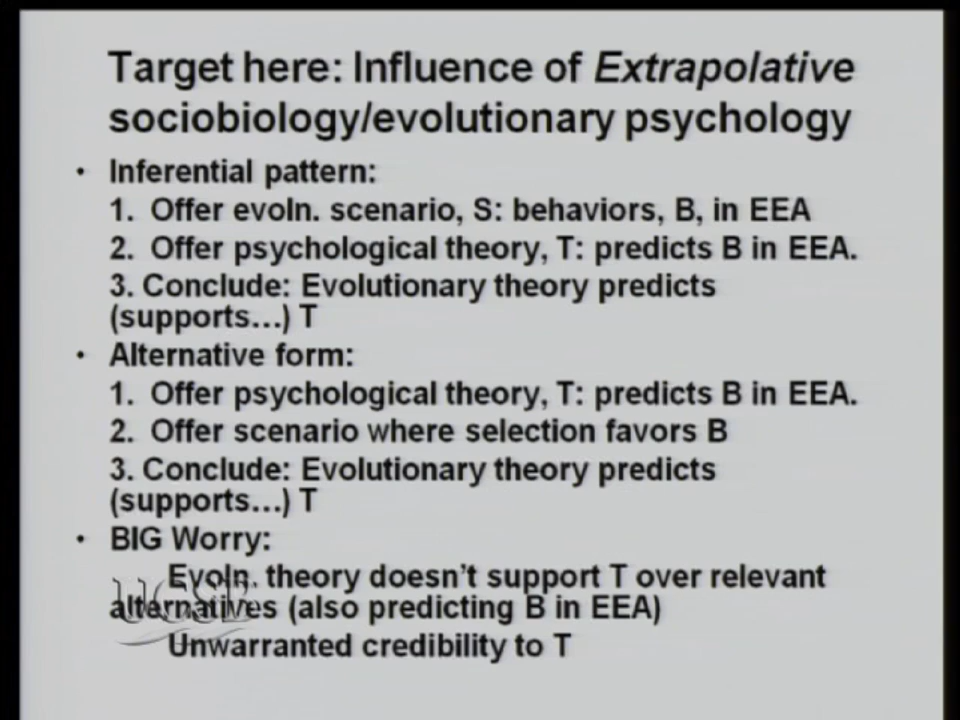 Target here: Influence of Extrapolative
sociobiology/evolutionary psychology
• Inferential pattern:
1. Offer evoln. scenario, S: behaviors, B, in EEA
2. Offer psychological theory, T: predicts B in EEA.
3. Conclude: Evolutionary theory predicts
(supports...) T
• Alternative form:
1. Offer psychological theory, T: predicts B in EEA.
2. Offer scenario where selection favors B
3. Conclude: Evolutionary theory predicts
(supports...) T
• BIG Worry:
Evoln. theory doesn't support T over relevant
alternatives (also predicting B in EEA)
Unwarranted credibility to T
UCSB